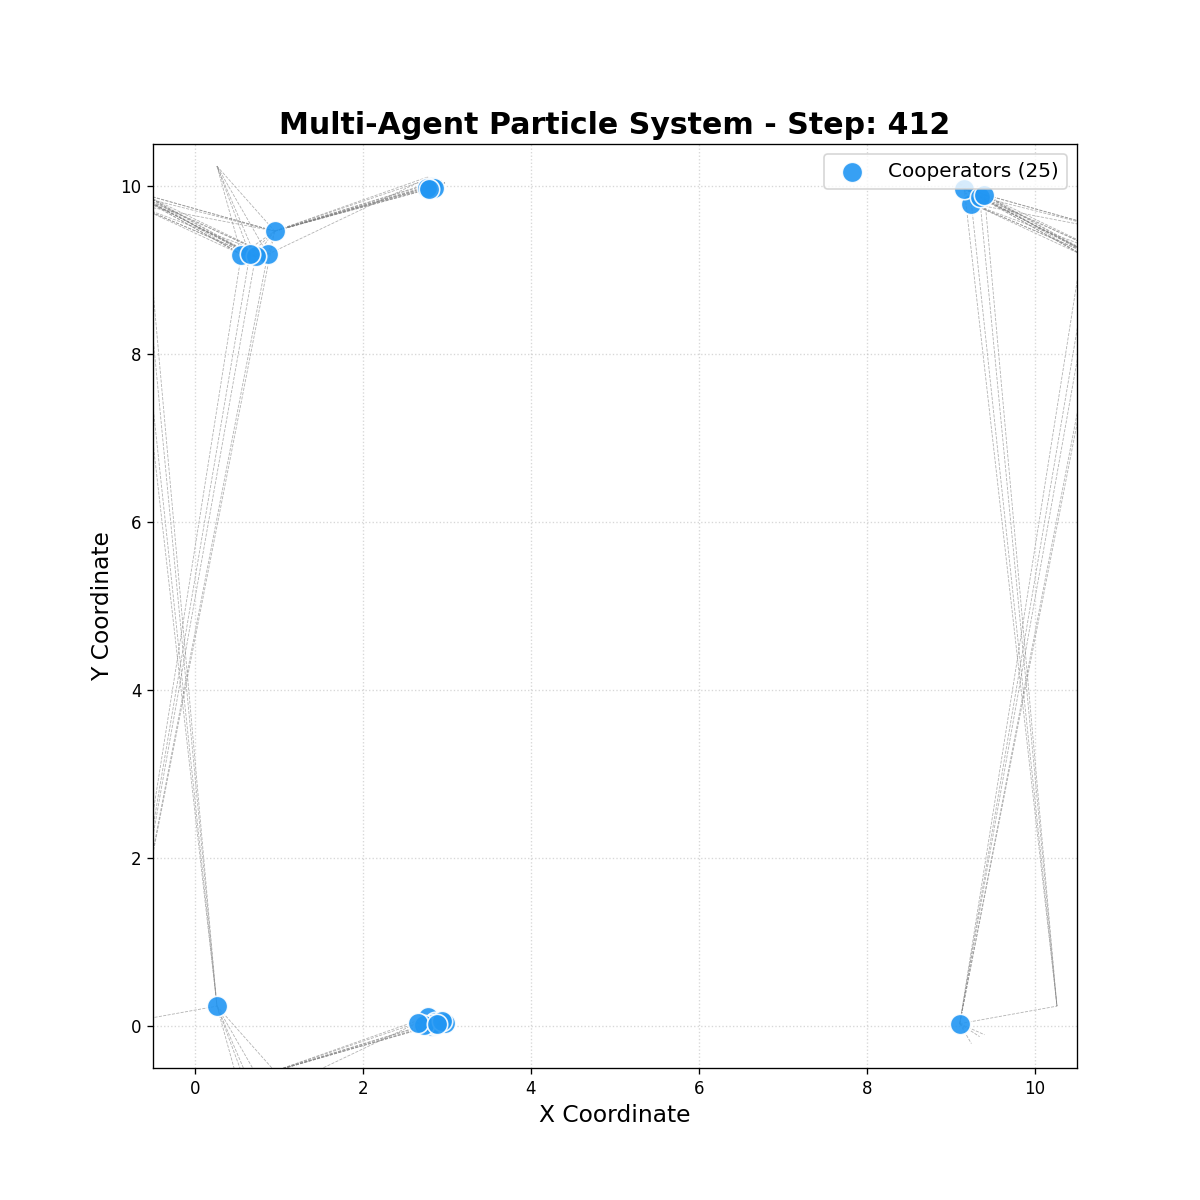 Multi-Agent Particle System - Step: 412
Cooperators (25)
10
8
6
4
2
0
Y Coordinate
0 2 4 6 8 10
X Coordinate